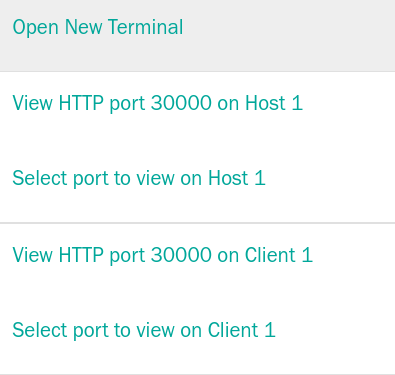 Open New Terminal
View HTTP port 30000 on Host 1
Select port to view on Host 1
View HTTP port 30000 on Client 1
Select port to view on Client 1